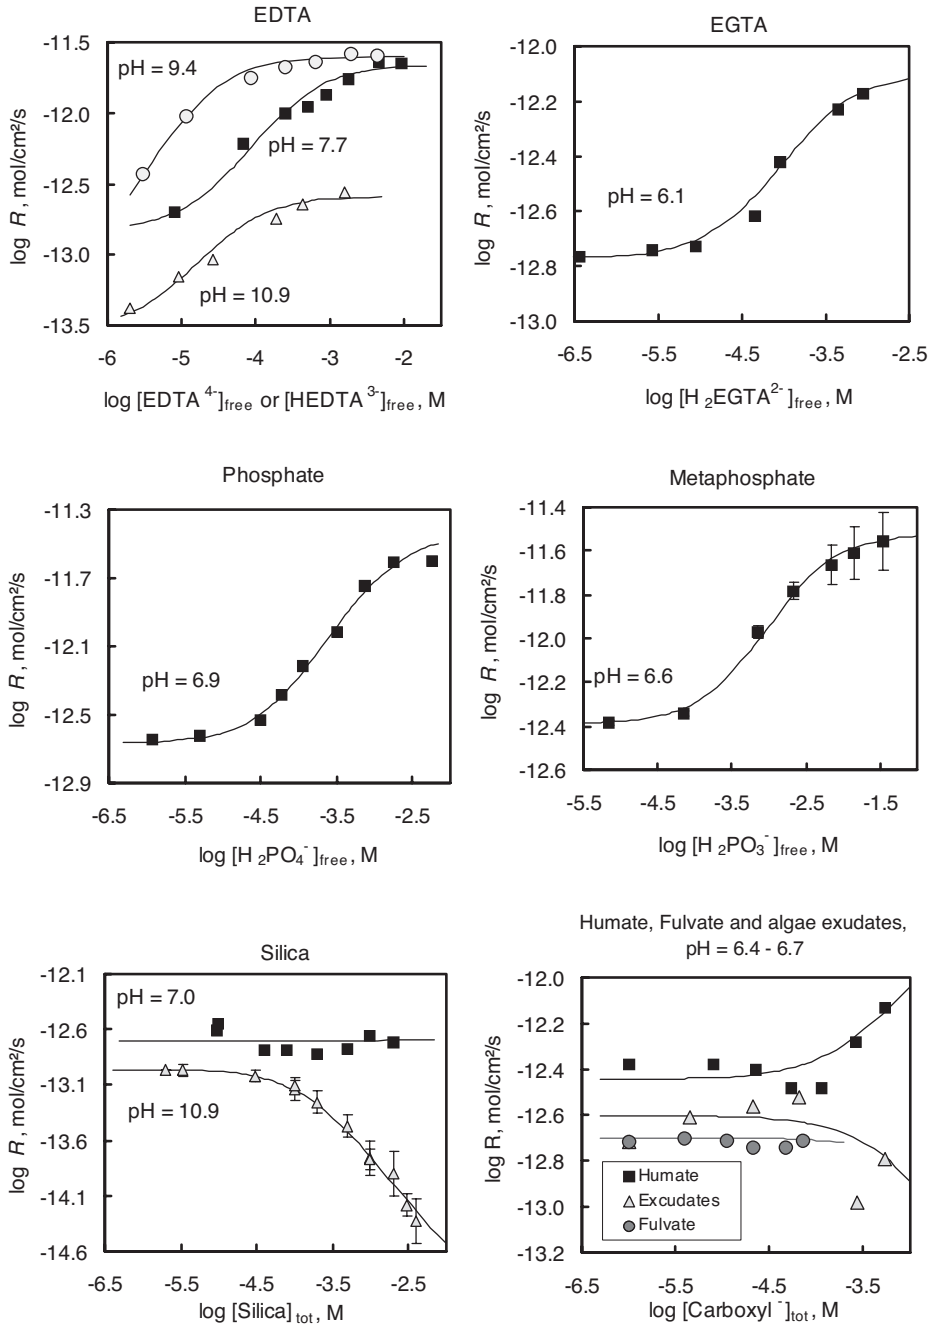 EDTA
-11.5
-12.0
-12.5
-13.0
-13.5
log R, mol/cm²/s
pH = 9.4
pH = 7.7
pH = 10.9
-6 -5 -4 -3 -2
log [EDTA⁴⁻]free or [HEDTA³⁻]free, M
EGTA
-12.0
-12.2
-12.4
-12.6
-12.8
-13.0
log R, mol/cm²/s
pH = 6.1
-6.5 -5.5 -4.5 -3.5 -2.5
log [H₂EGTA²⁻]free, M
Phosphate
-11.3
-11.7
-12.1
-12.5
-12.9
log R, mol/cm²/s
pH = 6.9
-6.5 -5.5 -4.5 -3.5 -2.5
log [H₂PO₄⁻]free, M
Metaphosphate
-11.4
-11.6
-11.8
-12.0
-12.2
-12.4
-12.6
log R, mol/cm²/s
pH = 6.6
-5.5 -4.5 -3.5 -2.5 -1.5
log [H₂PO₃⁻]free, M
Silica
-12.1
-12.6
-13.1
-13.6
-14.1
-14.6
log R, mol/cm²/s
pH = 7.0
pH = 10.9
-6.5 -5.5 -4.5 -3.5 -2.5
log [Silica]tot, M
Humate, Fulvate and algae exudates,
pH = 6.4 - 6.7
-12.0
-12.2
-12.4
-12.6
-12.8
-13.0
-13.2
log R, mol/cm²/s
Humate
Excudates
Fulvate
-6.5 -5.5 -4.5 -3.5
log [Carboxyl⁻]tot, M